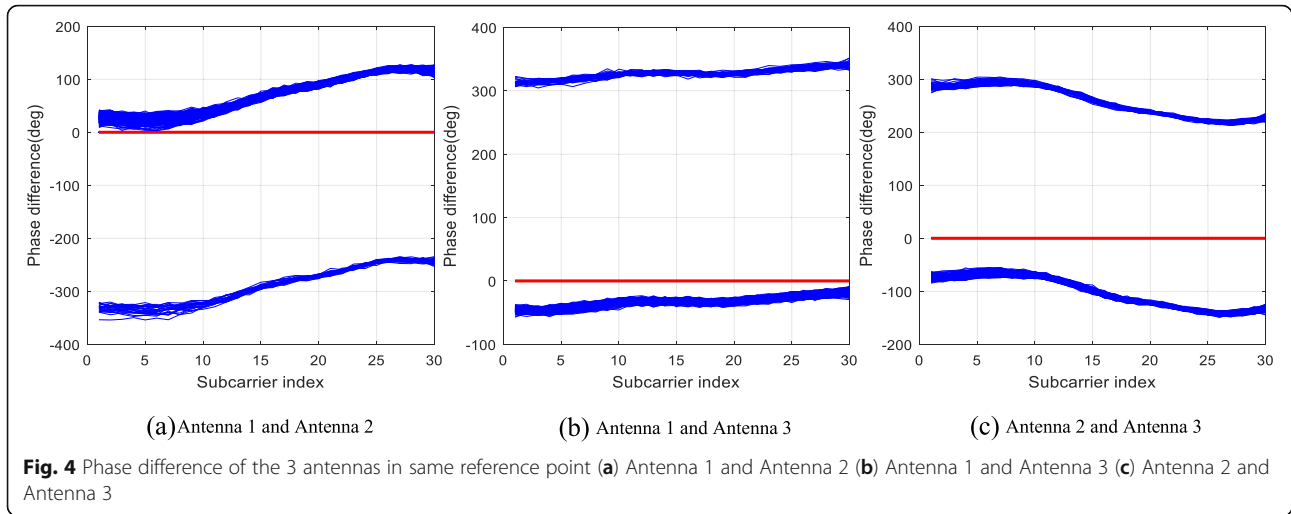 200
100
0
-100
-200
-300
-400
0 5 10 15 20 25 30
Phase difference(deg)
Subcarrier index
400
300
200
100
0
-100
0 5 10 15 20 25 30
Phase difference(deg)
Subcarrier index
400
300
200
100
0
-100
-200
0 5 10 15 20 25 30
Phase difference(deg)
Subcarrier index
(a) Antenna 1 and Antenna 2
(b) Antenna 1 and Antenna 3
(c) Antenna 2 and Antenna 3
Fig. 4 Phase difference of the 3 antennas in same reference point (a) Antenna 1 and Antenna 2 (b) Antenna 1 and Antenna 3 (c) Antenna 2 and
Antenna 3